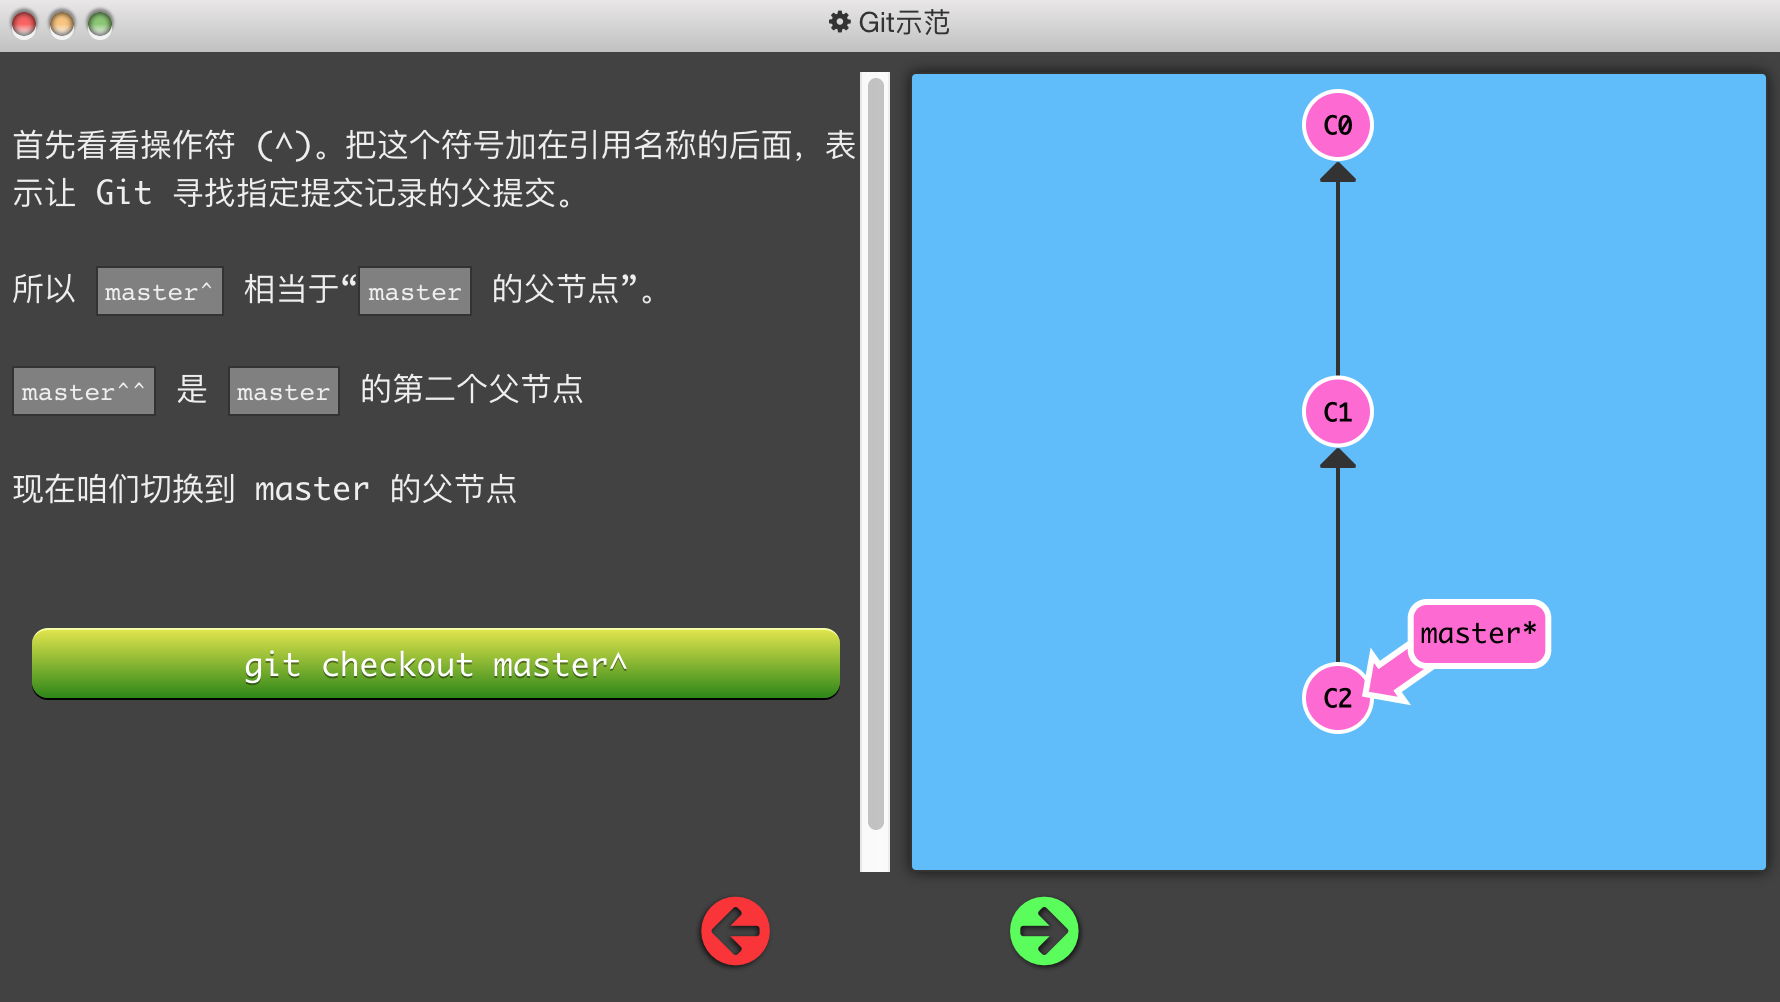 Git示范
首先看看操作符 (^)。把这个符号加在引用名称的后面，表
示让 Git 寻找指定提交记录的父提交。
所以 master^ 相当于“master 的父节点”。
master^^ 是 master 的第二个父节点
现在咱们切换到 master 的父节点
git checkout master^
C0
C1
master*
C2